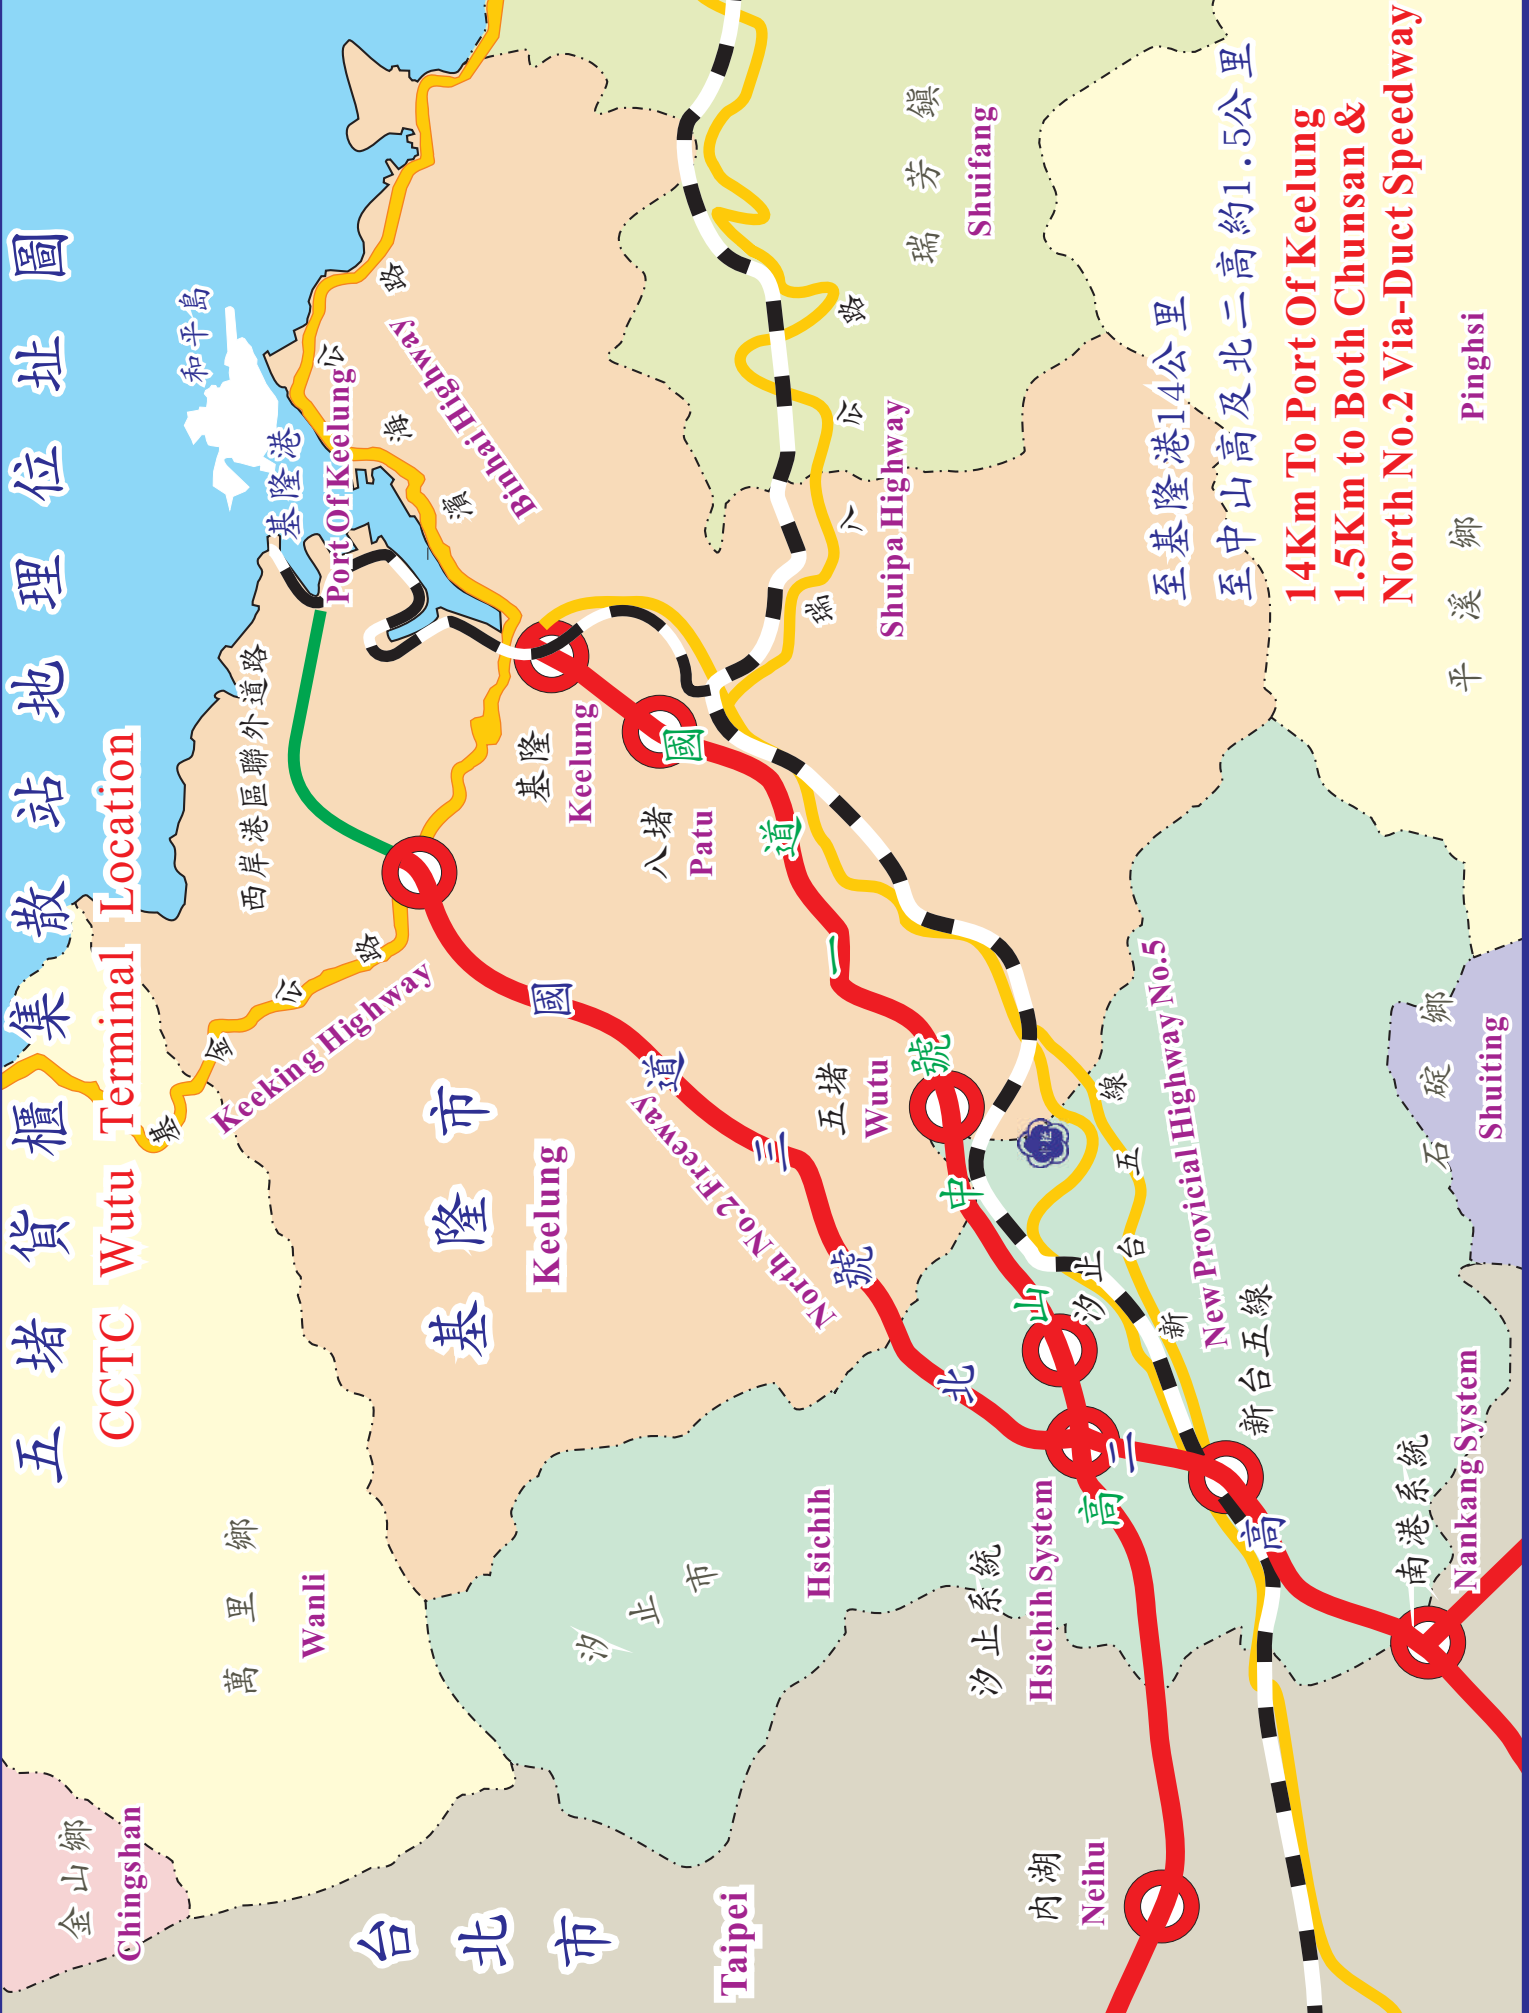 五堵貨櫃集散站地理位址圖
CCTC Wutu Terminal Location
金山鄉
Chingshan
萬里鄉
Wanli
基金公路
Keeking Highway
西岸港區聯外道路
和平島
基隆港
Port Of Keelung
濱海公路
Binhai Highway
基隆市
Keelung
基隆
Keelung
八堵
Patu
五堵
Wutu
國道三號
北二高
North No.2 Freeway
國道一號
中山高
台北市
Taipei
汐止市
Hsichih
汐止系統
Hsichih System
汐止
內湖
Neihu
新台五線
New Provicial Highway No.5
新台五線
南港系統
Nankang System
瑞八公路
Shuipa Highway
瑞芳鎮
Shuifang
石碇鄉
Shuiting
平溪鄉
Pinghsi
至基隆港14公里
至中山高及北二高約1.5公里
14Km To Port Of Keelung
1.5Km to Both Chunsan &
North No.2 Via-Duct Speedway